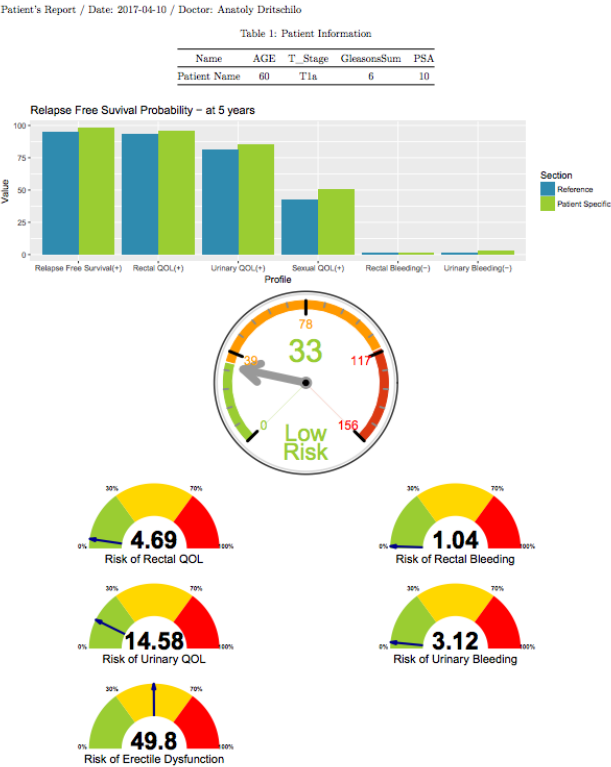 Patient's Report / Date: 2017-04-10 / Doctor: Anatoly Dritschilo
Table 1: Patient Information
Name AGE T_Stage GleasonsSum PSA
Patient Name 60 T1a 6 10
Relapse Free Suvival Probability − at 5 years
100
75
50
25
0
Value
Relapse Free Survival(+) Rectal QOL(+) Urinary QOL(+) Sexual QOL(+) Rectal Bleeding(−) Urinary Bleeding(−)
Profile
Section
Reference
Patient Specific
78
33
39 117
0 156
Low
Risk
30% 70%
0% 4.69 100%
Risk of Rectal QOL
30% 70%
0% 1.04 100%
Risk of Rectal Bleeding
30% 70%
0% 14.58 100%
Risk of Urinary QOL
30% 70%
0% 3.12 100%
Risk of Urinary Bleeding
30% 70%
0% 49.8 100%
Risk of Erectile Dysfunction